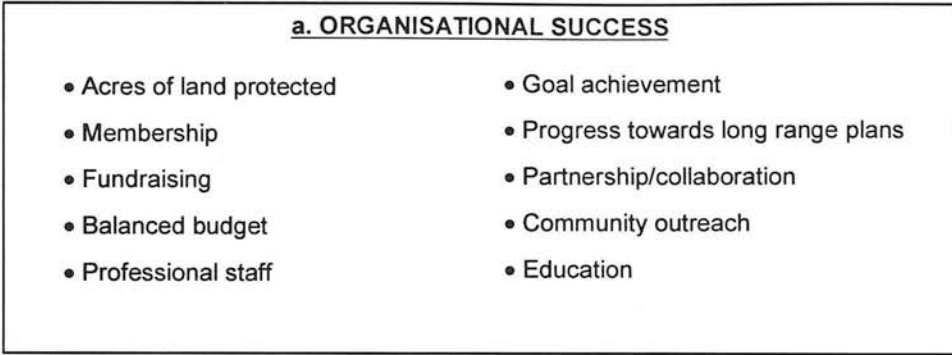 a. ORGANISATIONAL SUCCESS
• Acres of land protected
• Membership
• Fundraising
• Balanced budget
• Professional staff
• Goal achievement
• Progress towards long range plans
• Partnership/collaboration
• Community outreach
• Education